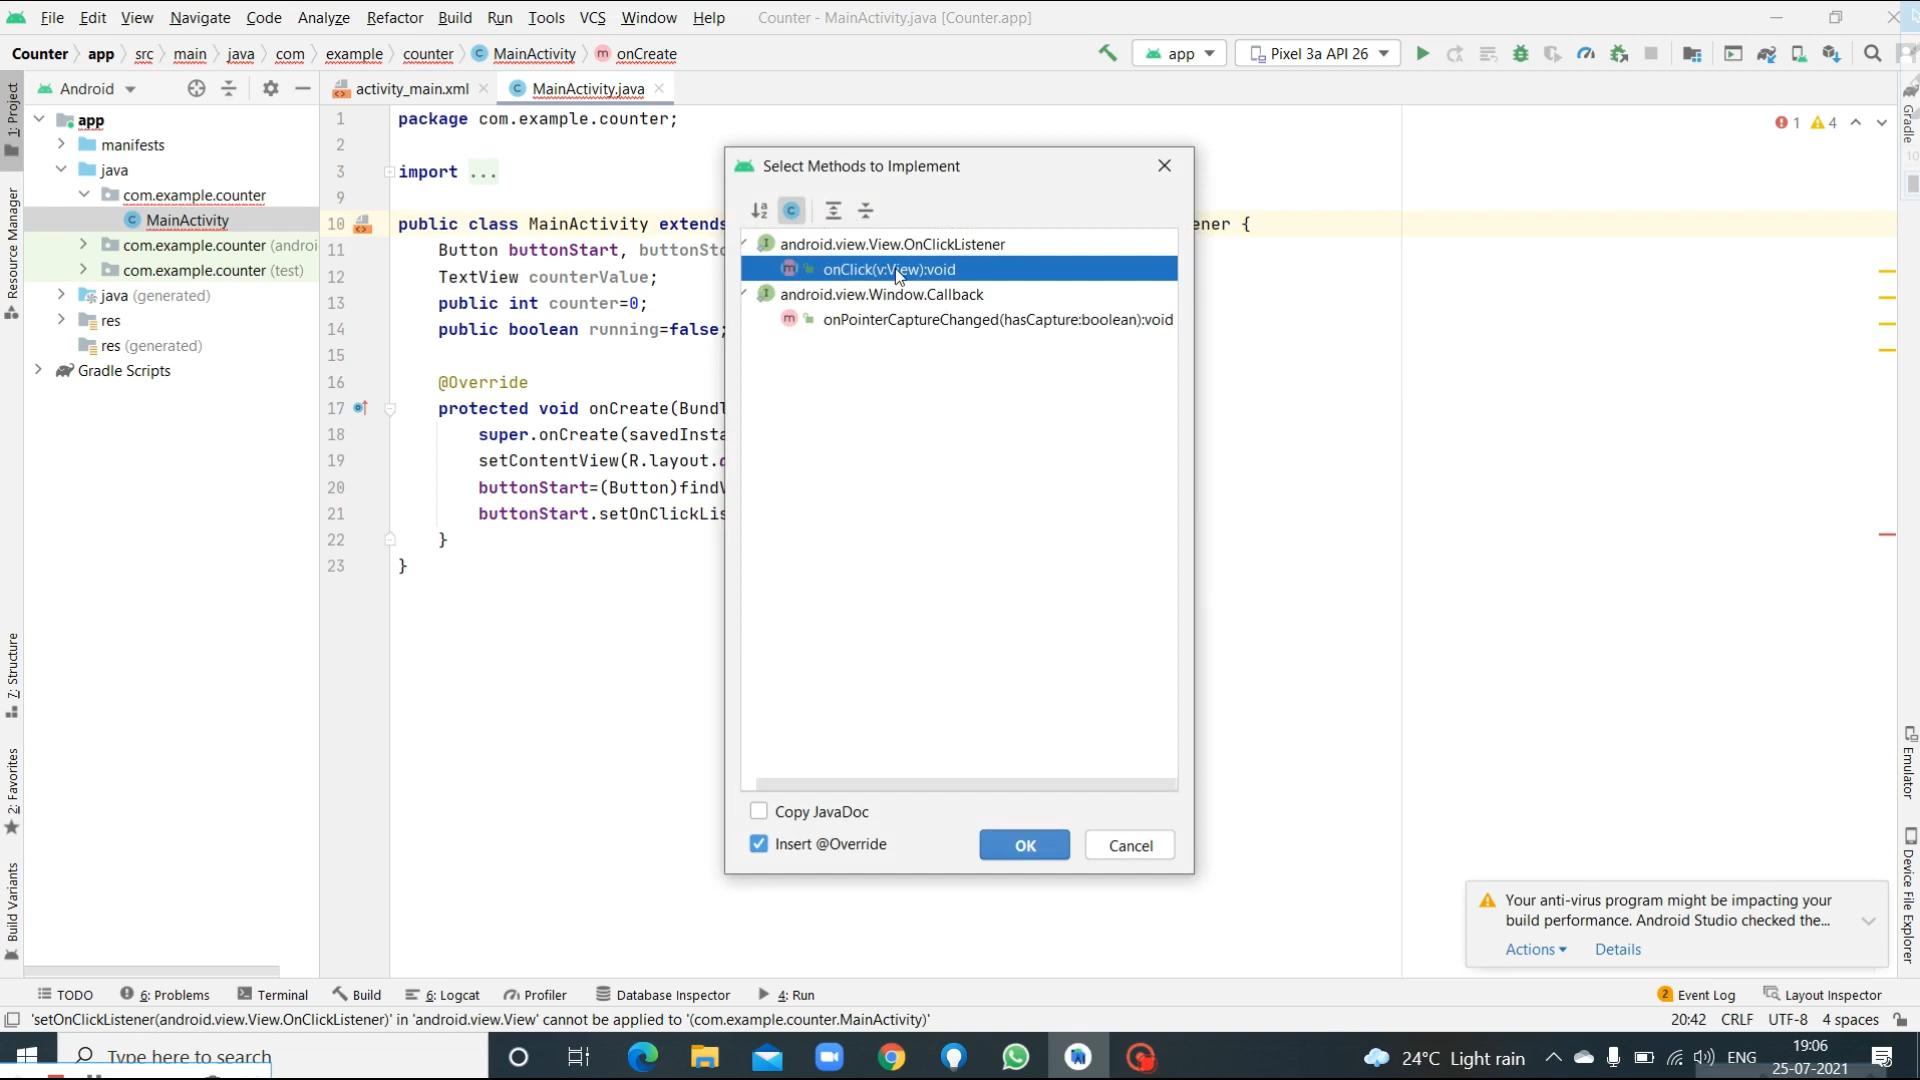 File Edit View Navigate Code Analyze Refactor Build Run Tools VCS Window Help Counter - MainActivity.java [Counter.app]
Counter app src main java com example counter MainActivity onCreate app Pixel 3a API 26
Android activity_main.xml MainActivity.java
1: Project
Resource Manager
7: Structure
2: Favorites
Build Variants
app
manifests
java
com.example.counter
MainActivity
com.example.counter (androi
com.example.counter (test)
java (generated)
res
res (generated)
Gradle Scripts
1 package com.example.counter;
2
3 import ...
9
10 public class MainActivity extends ener {
11 Button buttonStart, buttonSto
12 TextView counterValue;
13 public int counter=0;
14 public boolean running=false;
15
16 @Override
17 protected void onCreate(Bundl
18 super.onCreate(savedInsta
19 setContentView(R.layout.
20 buttonStart=(Button)findV
21 buttonStart.setOnClickLis
22 }
23 }
1 4
Select Methods to Implement
android.view.View.OnClickListener
onClick(v:View):void
android.view.Window.Callback
onPointerCaptureChanged(hasCapture:boolean):void
Copy JavaDoc
Insert @Override OK Cancel
Gradle
Emulator
Device File Explorer
Your anti-virus program might be impacting your
build performance. Android Studio checked the...
Actions Details
TODO 6: Problems Terminal Build 6: Logcat Profiler Database Inspector 4: Run 2 Event Log Layout Inspector
'setOnClickListener(android.view.View.OnClickListener)' in 'android.view.View' cannot be applied to '(com.example.counter.MainActivity)' 20:42 CRLF UTF-8 4 spaces
Type here to search 24°C Light rain ENG 19:06
25-07-2021